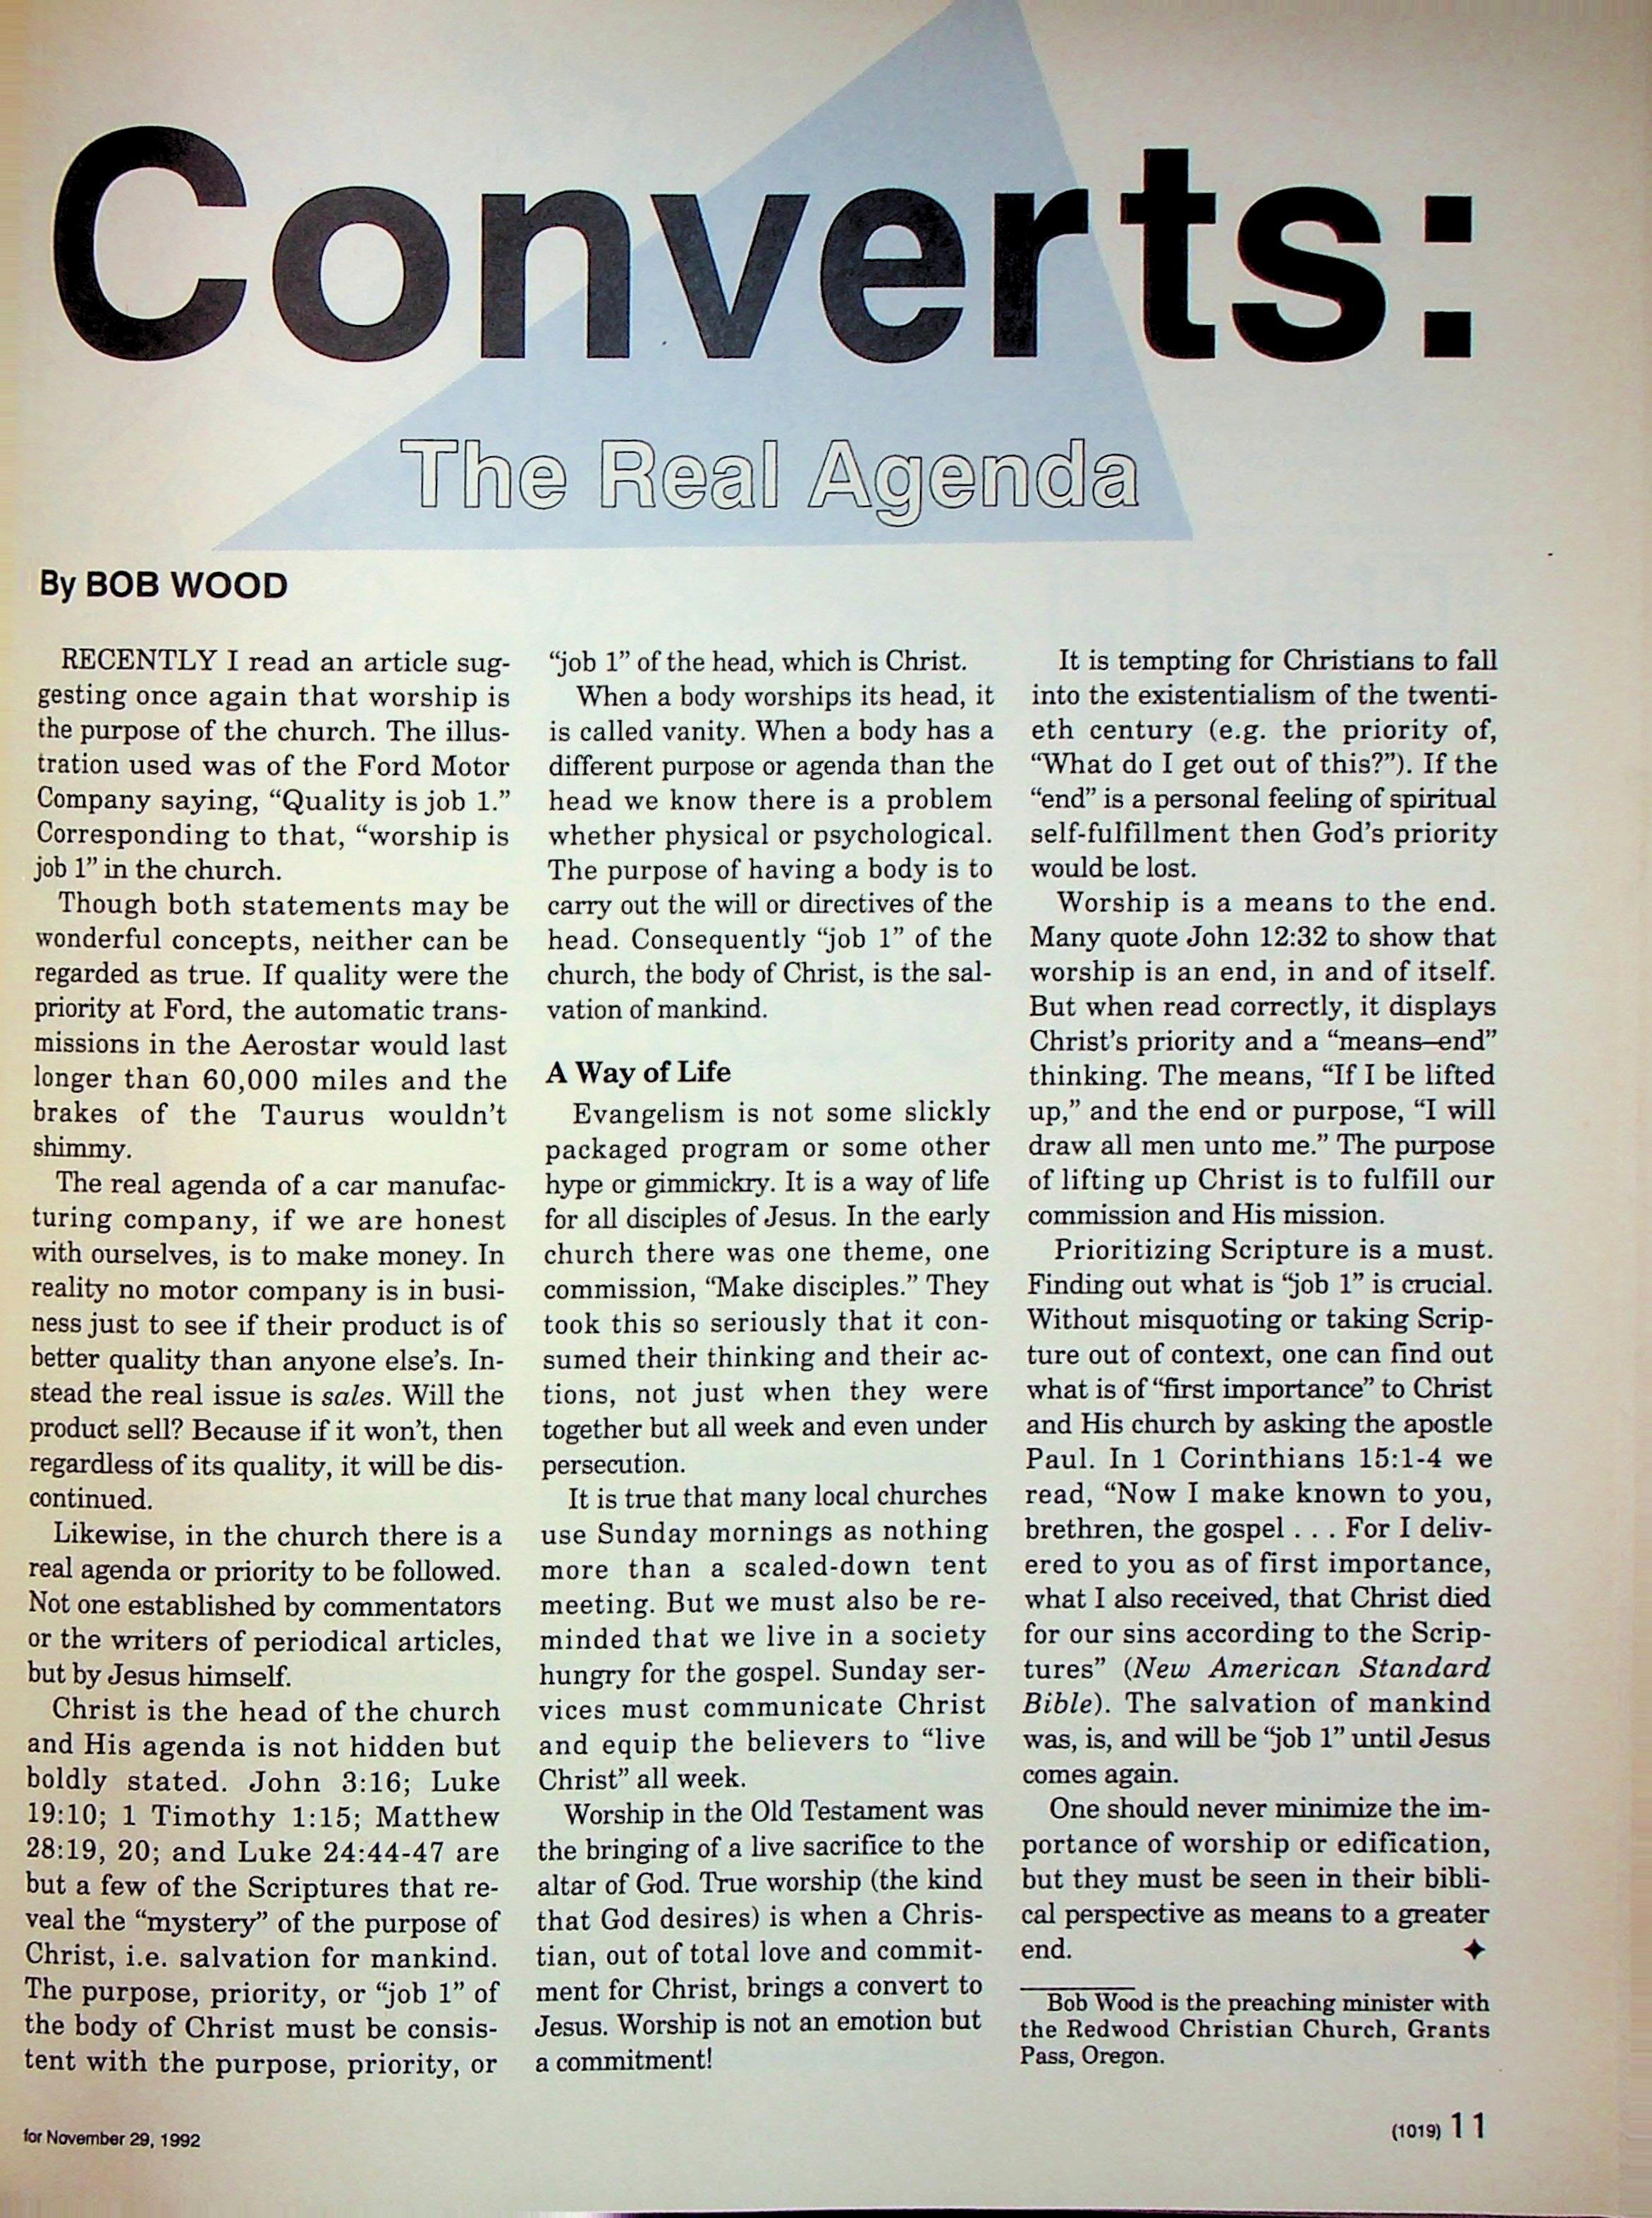 Converts:
The Real Agenda
By BOB WOOD
RECENTLY I read an article sug-
gesting once again that worship is
the purpose of the church. The illus-
tration used was of the Ford Motor
Company saying, “Quality is job 1.”
Corresponding to that, “worship is
job 1” in the church.
Though both statements may be
wonderful concepts, neither can be
regarded as true. If quality were the
priority at Ford, the automatic trans-
missions in the Aerostar would last
longer than 60,000 miles and the
brakes of the Taurus wouldn’t
shimmy.
The real agenda of a car manufac-
turing company, if we are honest
with ourselves, is to make money. In
reality no motor company is in busi-
ness just to see if their product is of
better quality than anyone else’s. In-
stead the real issue is sales. Will the
product sell? Because if it won’t, then
regardless of its quality, it will be dis-
continued.
Likewise, in the church there is a
real agenda or priority to be followed.
Not one established by commentators
or the writers of periodical articles,
but by Jesus himself.
Christ is the head of the church
and His agenda is not hidden but
boldly stated. John 3:16; Luke
19:10; 1 Timothy 1:15; Matthew
28:19, 20; and Luke 24:44-47 are
but a few of the Scriptures that re-
veal the “mystery” of the purpose of
Christ, i.e. salvation for mankind.
The purpose, priority, or “job 1” of
the body of Christ must be consis-
tent with the purpose, priority, or
“job 1” of the head, which is Christ.
When a body worships its head, it
is called vanity. When a body has a
different purpose or agenda than the
head we know there is a problem
whether physical or psychological.
The purpose of having a body is to
carry out the will or directives of the
head. Consequently “job 1” of the
church, the body of Christ, is the sal-
vation of mankind.
A Way of Life
Evangelism is not some slickly
packaged program or some other
hype or gimmickry. It is a way of life
for all disciples of Jesus. In the early
church there was one theme, one
commission, “Make disciples.” They
took this so seriously that it con-
sumed their thinking and their ac-
tions, not just when they were
together but all week and even under
persecution.
It is true that many local churches
use Sunday mornings as nothing
more than a scaled-down tent
meeting. But we must also be re-
minded that we live in a society
hungry for the gospel. Sunday ser-
vices must communicate Christ
and equip the believers to “live
Christ” all week.
Worship in the Old Testament was
the bringing of a live sacrifice to the
altar of God. True worship (the kind
that God desires) is when a Chris-
tian, out of total love and commit-
ment for Christ, brings a convert to
Jesus. Worship is not an emotion but
a commitment!
It is tempting for Christians to fall
into the existentialism of the twenti-
eth century (e.g. the priority of,
“What do I get out of this?”). If the
“end” is a personal feeling of spiritual
self-fulfillment then God’s priority
would be lost.
Worship is a means to the end.
Many quote John 12:32 to show that
worship is an end, in and of itself.
But when read correctly, it displays
Christ’s priority and a “means–end”
thinking. The means, “If I be lifted
up,” and the end or purpose, “I will
draw all men unto me.” The purpose
of lifting up Christ is to fulfill our
commission and His mission.
Prioritizing Scripture is a must.
Finding out what is “job 1” is crucial.
Without misquoting or taking Scrip-
ture out of context, one can find out
what is of “first importance” to Christ
and His church by asking the apostle
Paul. In 1 Corinthians 15:1-4 we
read, “Now I make known to you,
brethren, the gospel . . . For I deliv-
ered to you as of first importance,
what I also received, that Christ died
for our sins according to the Scrip-
tures” (New American Standard
Bible). The salvation of mankind
was, is, and will be “job 1” until Jesus
comes again.
One should never minimize the im-
portance of worship or edification,
but they must be seen in their bibli-
cal perspective as means to a greater
end. ✦
Bob Wood is the preaching minister with
the Redwood Christian Church, Grants
Pass, Oregon.
for November 29, 1992
(1019) 11